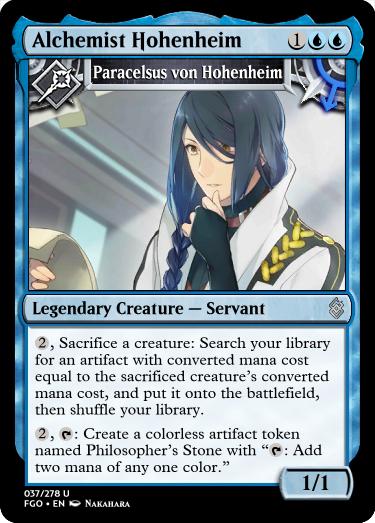 Alchemist Hohenheim 1
Paracelsus von Hohenheim
Legendary Creature — Servant
2, Sacrifice a creature: Search your library
for an artifact with converted mana cost
equal to the sacrificed creature's converted
mana cost, and put it onto the battlefield,
then shuffle your library.
2, : Create a colorless artifact token
named Philosopher's Stone with “: Add
two mana of any one color.”
1/1
037/278 U
FGO • EN Nakahara